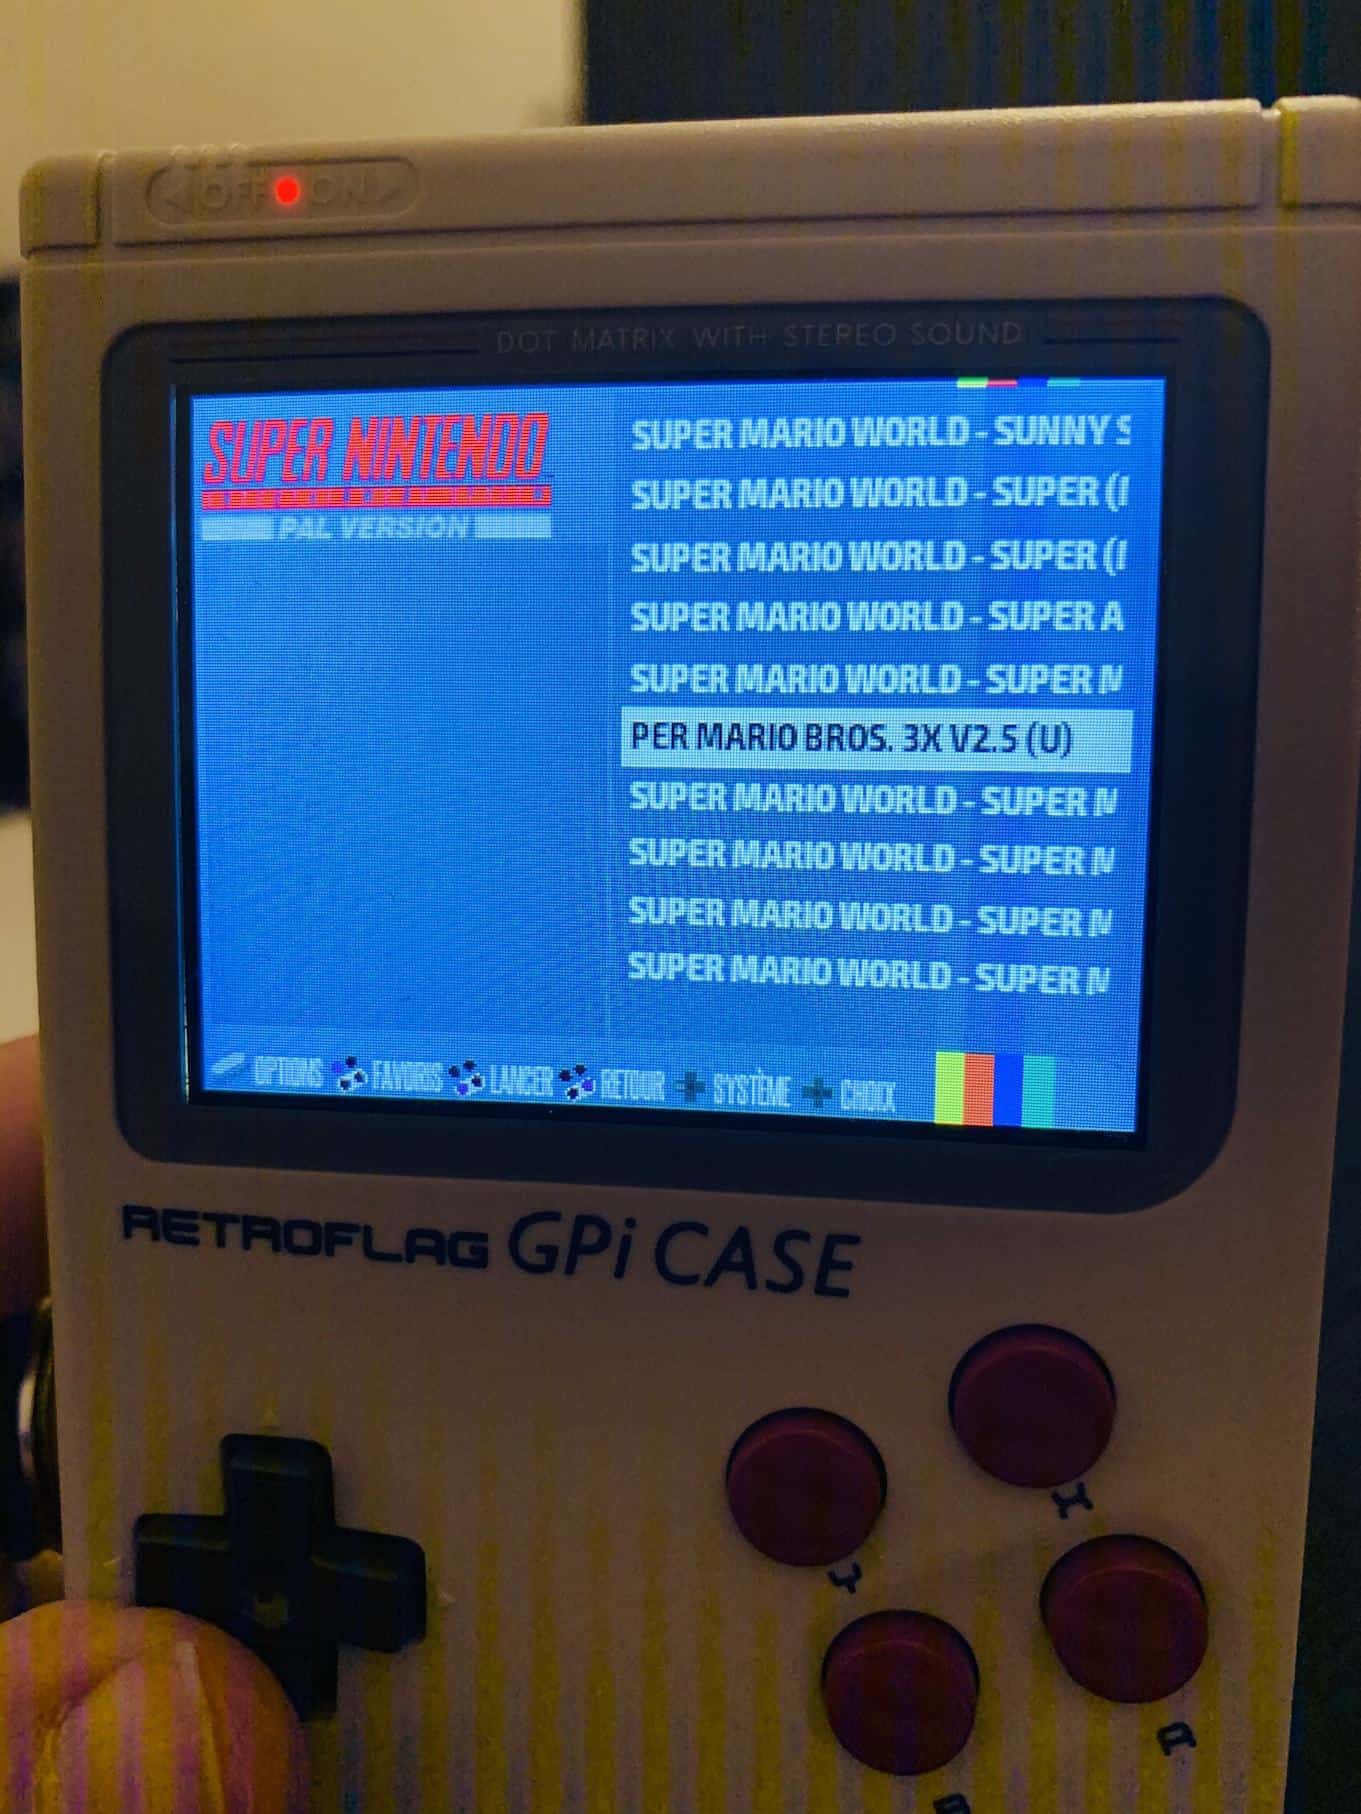 OFF ON
DOT MATRIX WITH STEREO SOUND
SUPER NINTENDO
PAL VERSION
SUPER MARIO WORLD - SUNNY S
SUPER MARIO WORLD - SUPER (
SUPER MARIO WORLD - SUPER (
SUPER MARIO WORLD - SUPER A
SUPER MARIO WORLD - SUPER M
PER MARIO BROS. 3X V2.5 (U)
SUPER MARIO WORLD - SUPER M
SUPER MARIO WORLD - SUPER M
SUPER MARIO WORLD - SUPER M
SUPER MARIO WORLD - SUPER M
OPTIONS FAVORIS LANCER RETOUR SYSTÈME CHOIX
RETROFLAG GPi CASE
X
Y
A
B